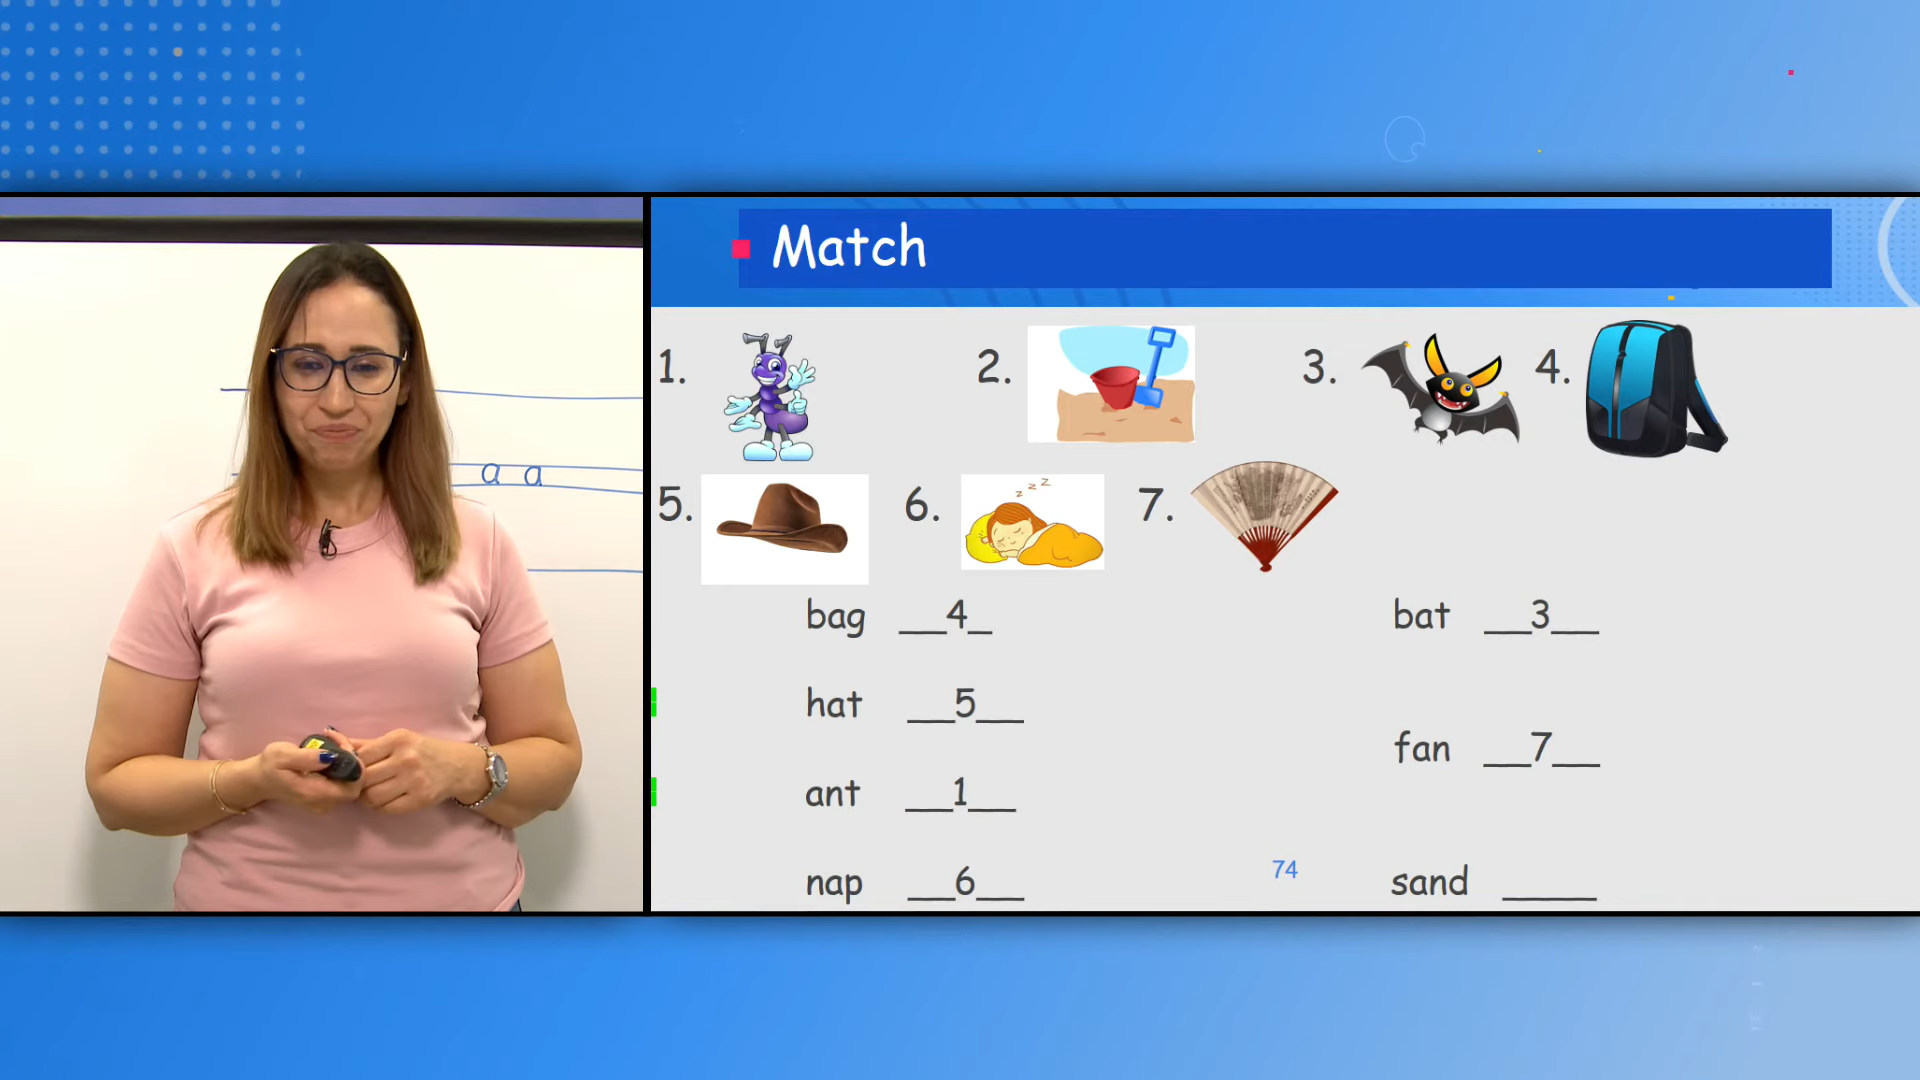 a a
Match
1.
2.
3.
4.
5.
6.
z z z
7.
bag __4_
bat __3__
hat __5__
fan __7__
ant __1__
nap __6__
74
sand ____